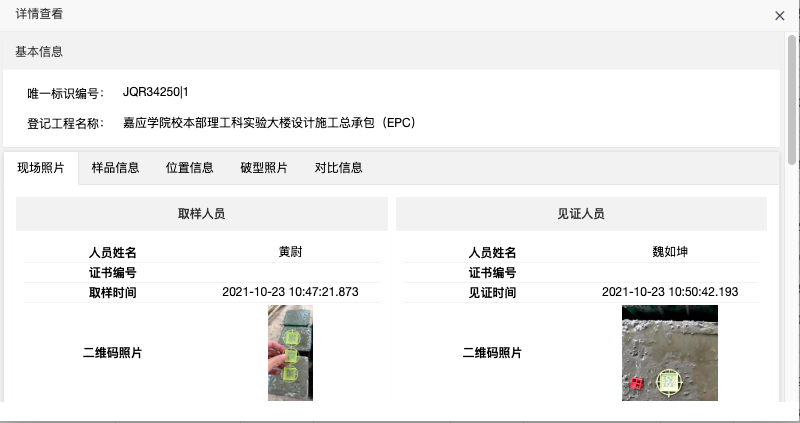 详情查看
基本信息
唯一标识编号： JQR34250|1
登记工程名称： 嘉应学院校本部理工科实验大楼设计施工总承包（EPC）
现场照片 样品信息 位置信息 破型照片 对比信息
取样人员 见证人员
人员姓名 黄尉 人员姓名 魏如坤
证书编号 证书编号
取样时间 2021-10-23 10:47:21.873 见证时间 2021-10-23 10:50:42.193
二维码照片 二维码照片